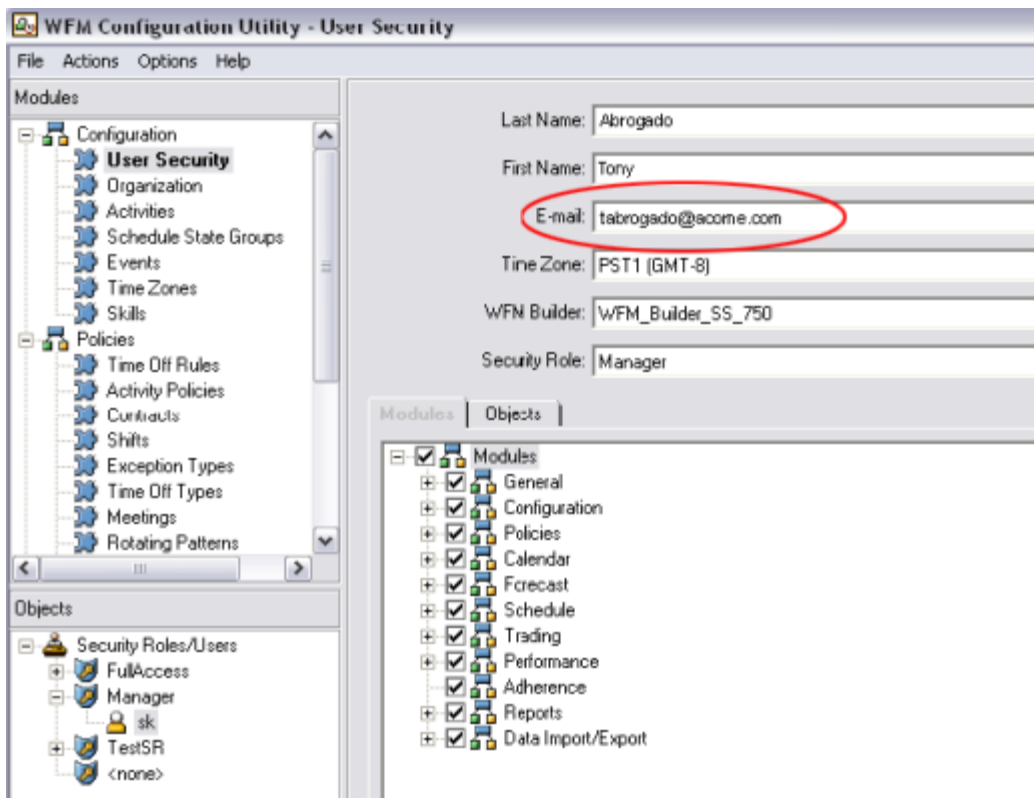 WFM Configuration Utility - User Security
File Actions Options Help
Modules
Configuration
User Security
Organization
Activities
Schedule State Groups
Events
Time Zones
Skills
Policies
Time Off Rules
Activity Policies
Contracts
Shifts
Exception Types
Time Off Types
Meetings
Rotating Patterns
Objects
Security Roles/Users
FullAccess
Manager
sk
TestSR
<none>
Last Name: Abrogado
First Name: Tony
E-mail: tabrogado@acome.com
Time Zone: PST1 (GMT-8)
WFM Builder: WFM_Builder_SS_750
Security Role: Manager
Modules Objects
Modules
General
Configuration
Policies
Calendar
Forecast
Schedule
Trading
Performance
Adherence
Reports
Data Import/Export